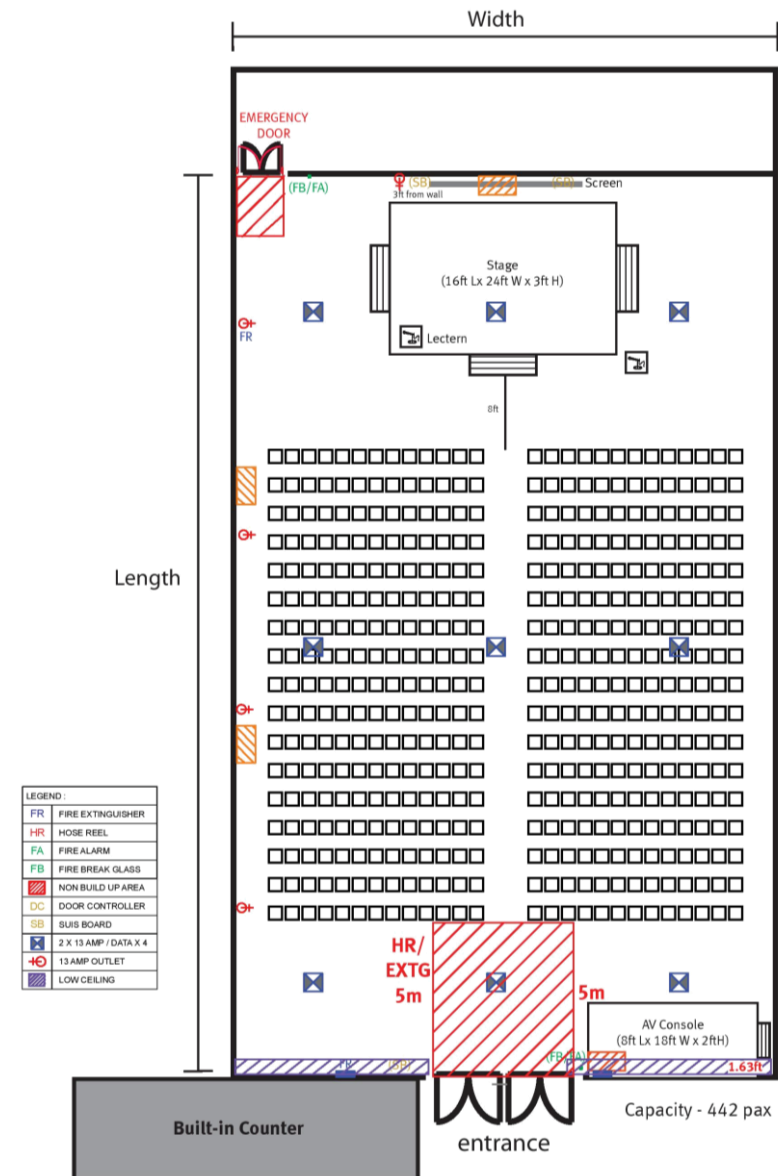 Width
EMERGENCY
DOOR
(FB/FA)
(SB)
(SB)
Screen
3ft from wall
Stage
(16ft Lx 24ft W x 3ft H)
FR
Lectern
8ft
Length
LEGEND :
FR FIRE EXTINGUISHER
HR HOSE REEL
FA FIRE ALARM
FB FIRE BREAK GLASS
NON BUILD UP AREA
DC DOOR CONTROLLER
SB SUIS BOARD
2 X 13 AMP / DATA X 4
13 AMP OUTLET
LOW CEILING
HR/
EXTG
5m
5m
AV Console
(8ft Lx 18ft W x 2ftH)
FR
(SB)
(FB/FA)
1.63ft
Capacity - 442 pax
Built-in Counter
entrance